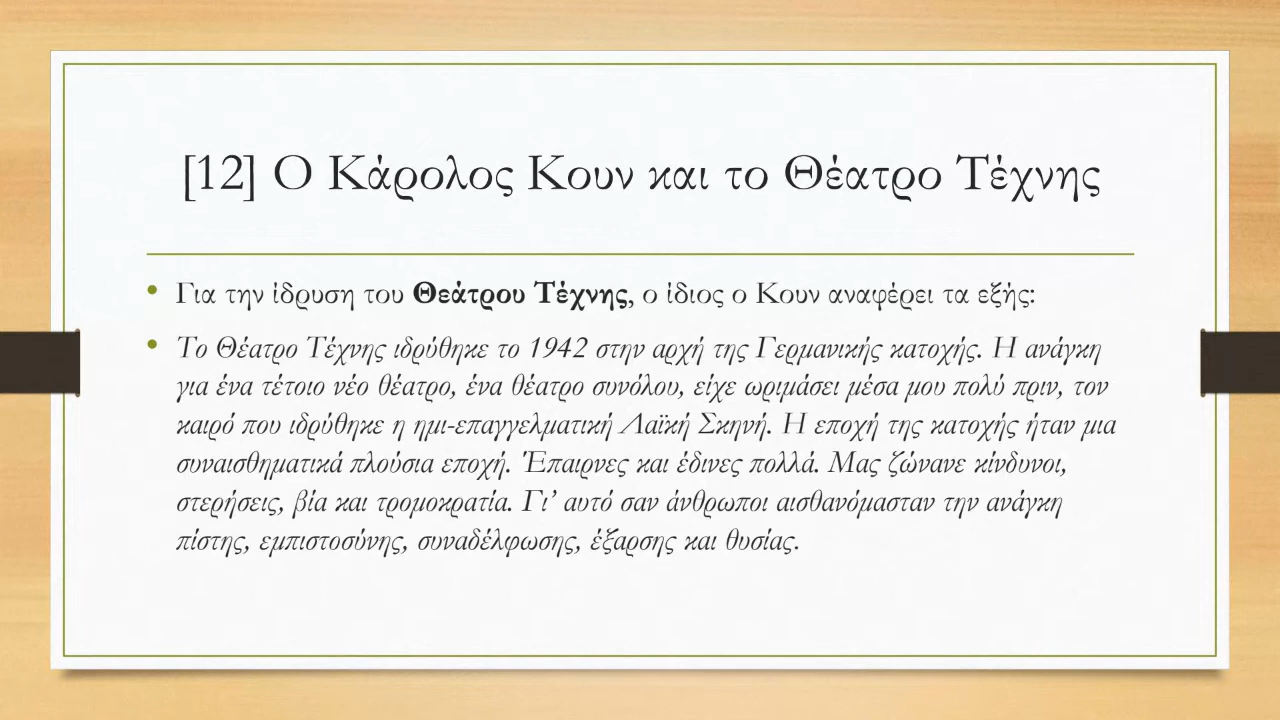 [12] Ο Κάρολος Κουν και το Θέατρο Τέχνης
• Για την ίδρυση του Θεάτρου Τέχνης, ο ίδιος ο Κουν αναφέρει τα εξής:
• Το Θέατρο Τέχνης ιδρύθηκε το 1942 στην αρχή της Γερμανικής κατοχής. Η ανάγκη
για ένα τέτοιο νέο θέατρο, ένα θέατρο συνόλου, είχε ωριμάσει μέσα μου πολύ πριν, τον
καιρό που ιδρύθηκε η ημι-επαγγελματική Λαϊκή Σκηνή. Η εποχή της κατοχής ήταν μια
συναισθηματικά πλούσια εποχή. Έπαιρνες και έδινες πολλά. Μας ζώνανε κίνδυνοι,
στερήσεις, βία και τρομοκρατία. Γι’ αυτό σαν άνθρωποι αισθανόμασταν την ανάγκη
πίστης, εμπιστοσύνης, συναδέλφωσης, έξαρσης και θυσίας.